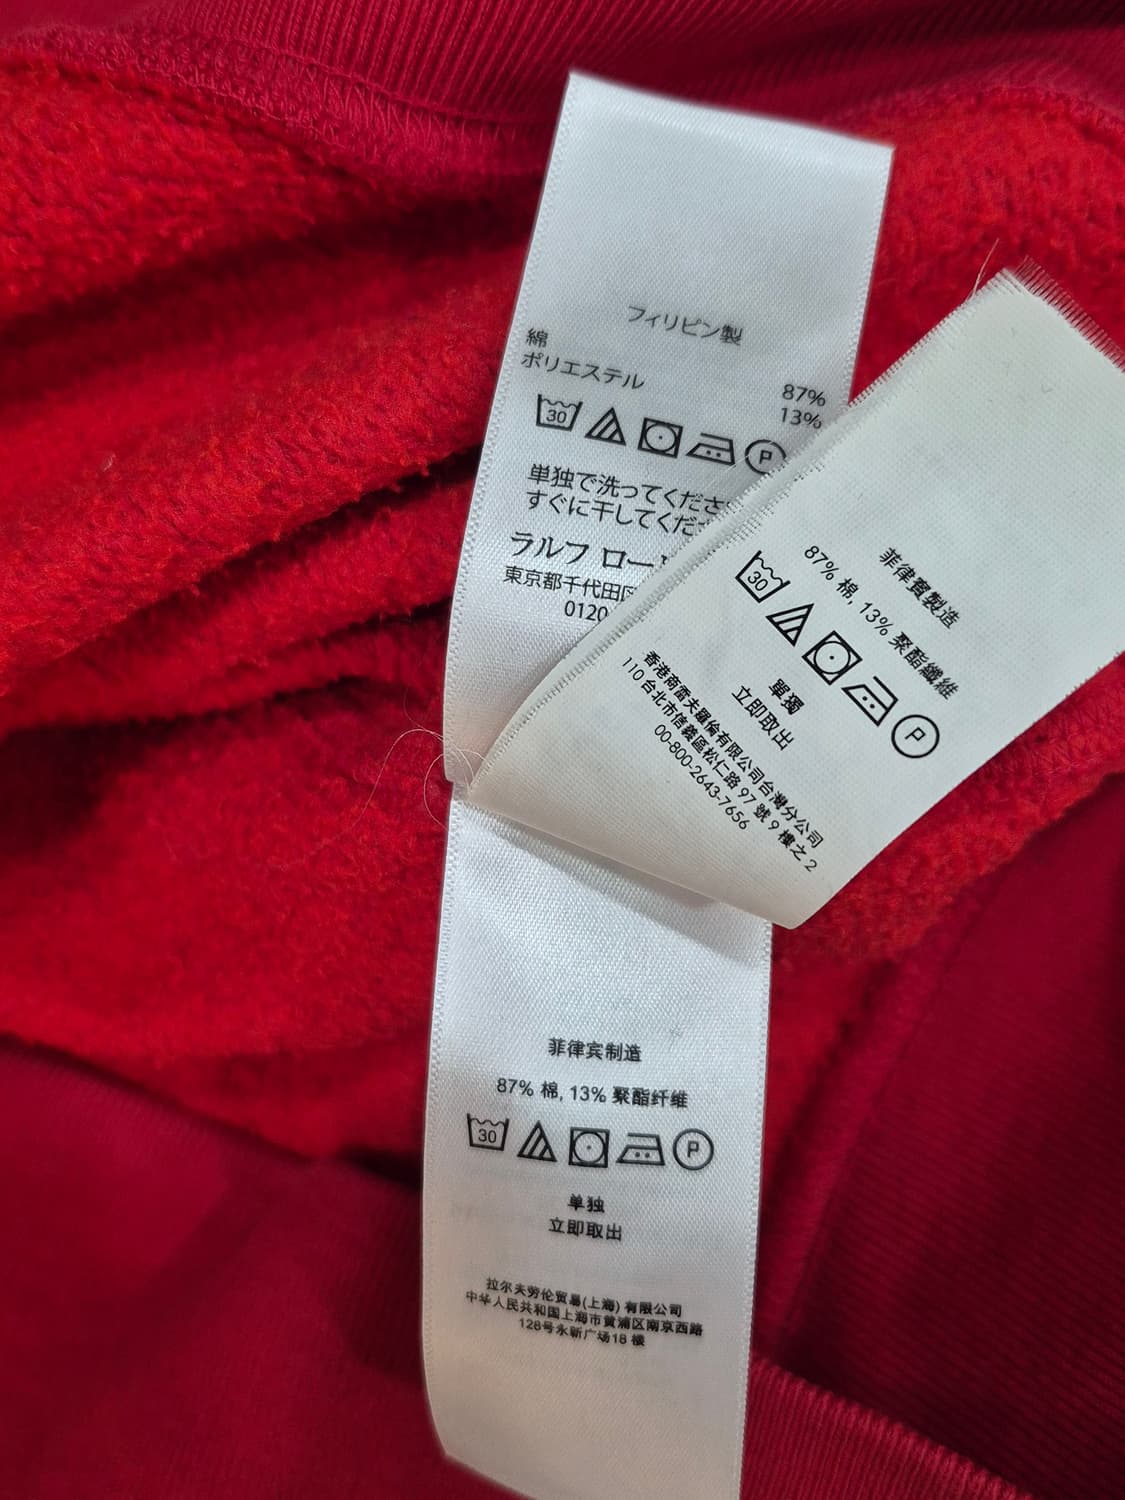 フィリピン製
綿 87%
ポリエステル 13%
30 P
単独で洗ってくださ
すぐに干してくだ
ラルフ ロー
東京都千代田区
0120
菲律賓製造
87% 棉, 13% 聚酯纖維
30 P
單獨
立即取出
香港商雷夫羅倫有限公司台灣分公司
110 台北市信義區松仁路 97 號 9 樓之 2
00-800-2643-7656
菲律宾制造
87% 棉, 13% 聚酯纤维
30 P
单独
立即取出
拉尔夫劳伦贸易(上海) 有限公司
中华人民共和国上海市黄浦区南京西路
128号永新广场18 楼